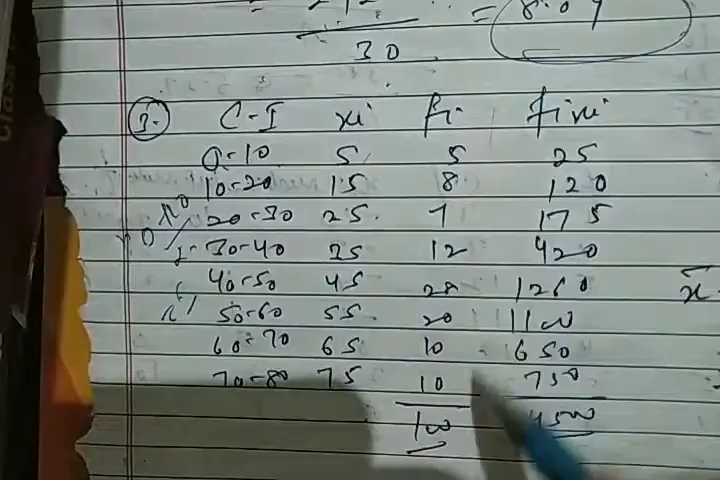 = = 8.09
30
3. C-I xi fi fixi
0-10 5 5 25
10-20 15 8 120
20-30 25 7 175
30-40 35 12 420
40-50 45 28 1260
50-60 55 20 1100
60-70 65 10 650
70-80 75 10 750
100 4500
x̄